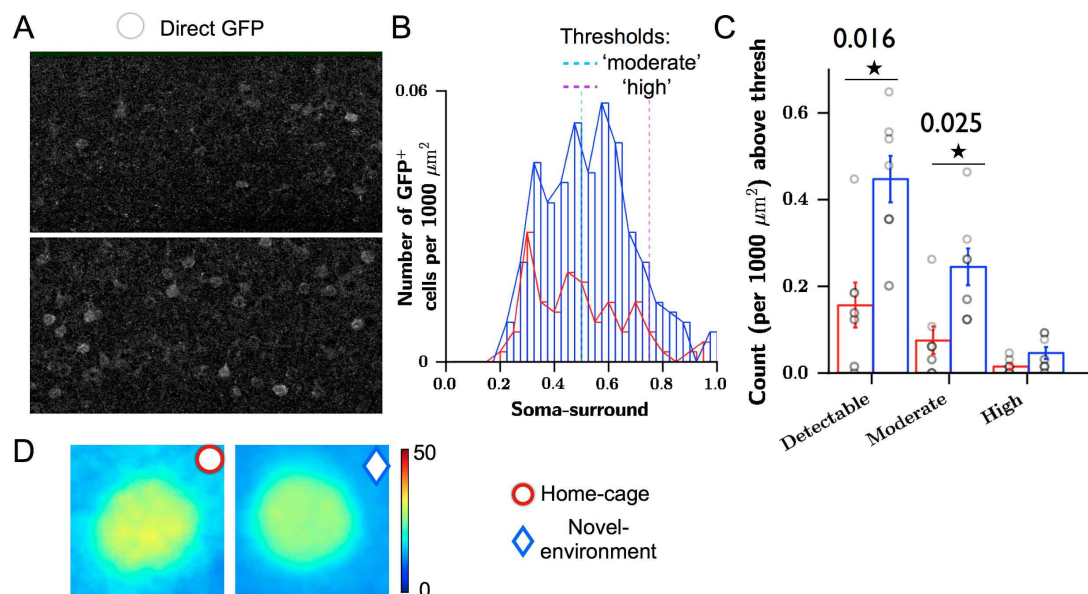 A
Direct GFP
B
Thresholds:
'moderate'
'high'
0.06
0
Number of GFP+
cells per 1000 μm²
0.0
0.2
0.4
0.6
0.8
1.0
Soma-surround
C
0.016
0.025
0.6
0.4
0.2
0.0
Count (per 1000 μm²) above thresh
Detectable
Moderate
High
D
50
0
Home-cage
Novel-
environment